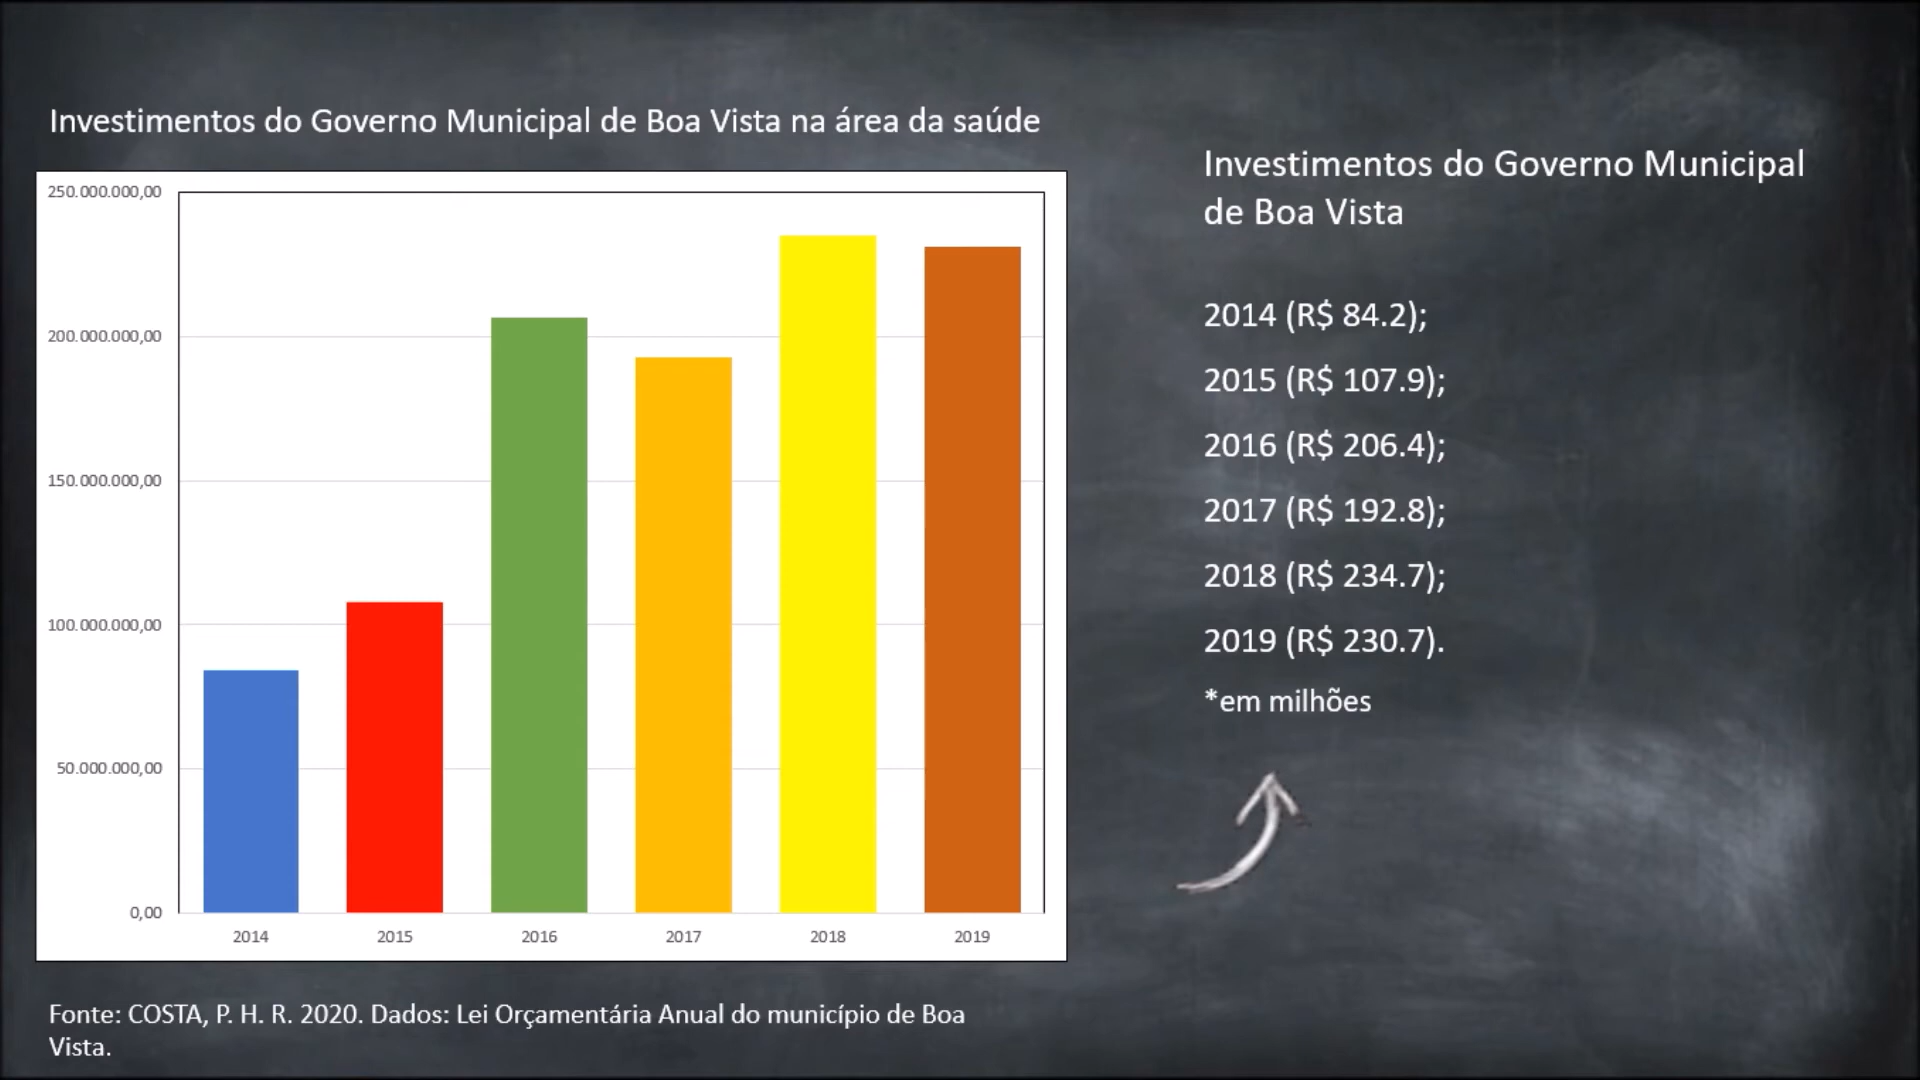 Investimentos do Governo Municipal de Boa Vista na área da saúde
250.000.000,00
200.000.000,00
150.000.000,00
100.000.000,00
50.000.000,00
0,00
2014
2015
2016
2017
2018
2019
Fonte: COSTA, P. H. R. 2020. Dados: Lei Orçamentária Anual do município de Boa
Vista.
Investimentos do Governo Municipal
de Boa Vista
2014 (R$ 84.2);
2015 (R$ 107.9);
2016 (R$ 206.4);
2017 (R$ 192.8);
2018 (R$ 234.7);
2019 (R$ 230.7).
*em milhões